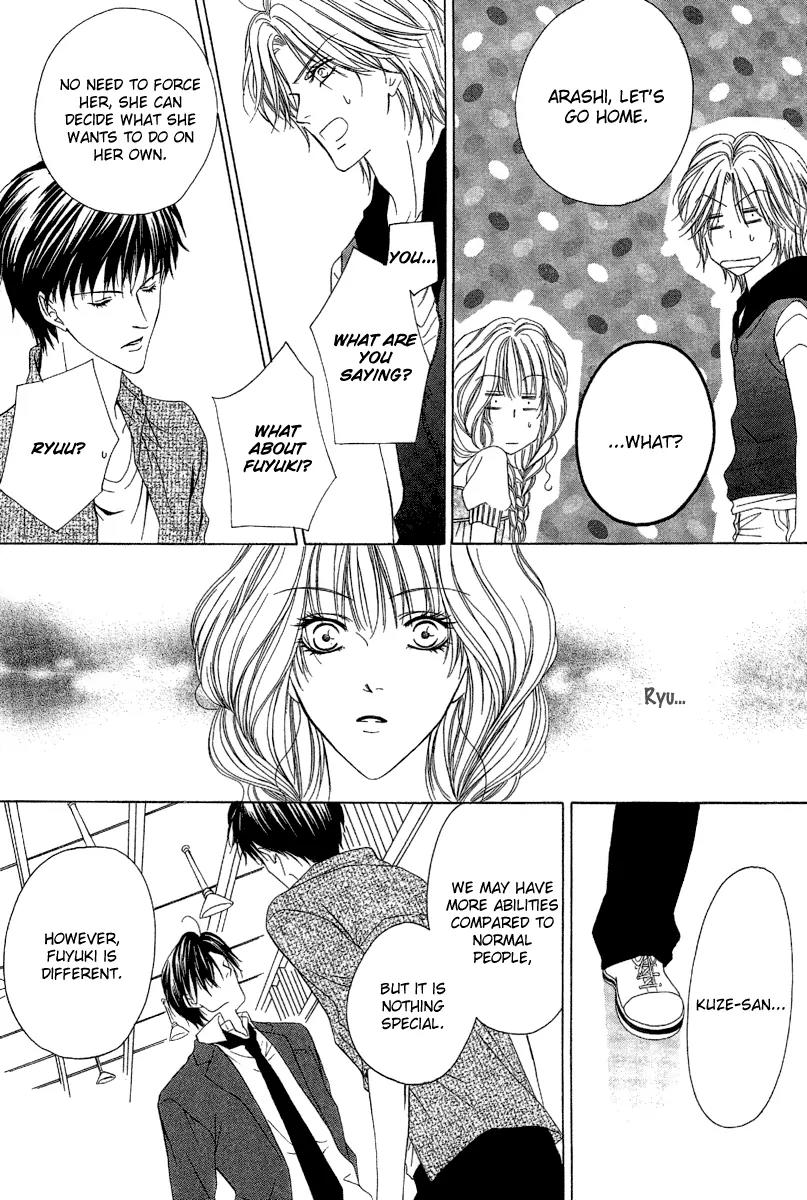 ARASHI, LET'S
GO HOME.
...WHAT?
YOU...
WHAT ARE
YOU
SAYING?
WHAT
ABOUT
FUYUKI?
NO NEED TO FORCE
HER, SHE CAN
DECIDE WHAT SHE
WANTS TO DO ON
HER OWN.
RYUU?
Ryu...
KUZE-SAN...
WE MAY HAVE
MORE ABILITIES
COMPARED TO
NORMAL
PEOPLE,
BUT IT IS
NOTHING
SPECIAL.
HOWEVER,
FUYUKI IS
DIFFERENT.